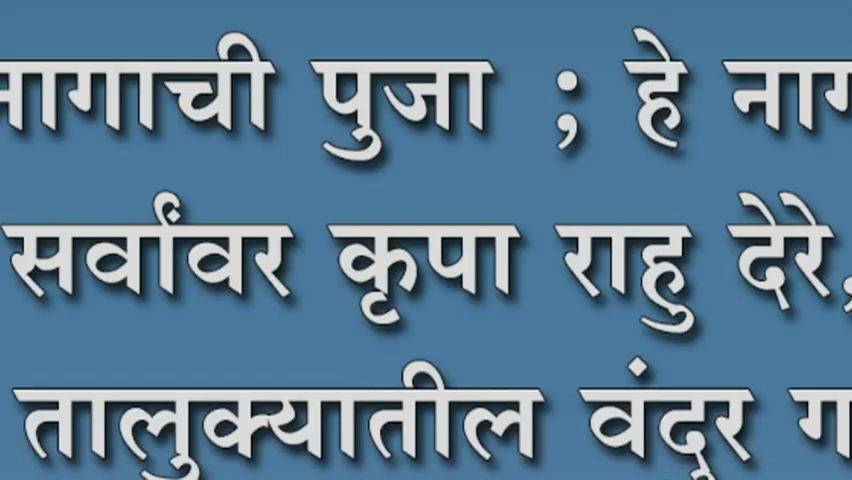 नागाची पुजा ; हे नाग
सर्वांवर कृपा राहु देरे,
तालुक्यातील वंदुर ग